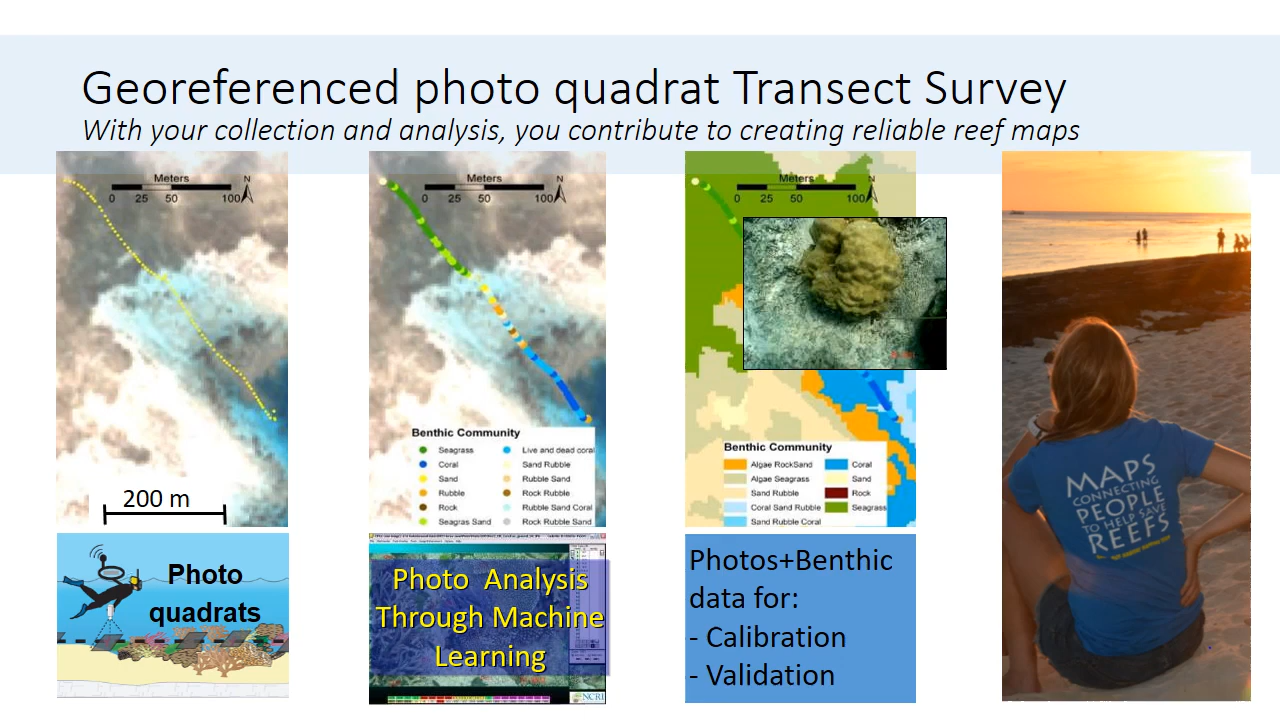 Georeferenced photo quadrat Transect Survey
With your collection and analysis, you contribute to creating reliable reef maps
Meters
N
0 25 50 100
200 m
Photo
quadrats
Meters
N
0 25 50 100
Benthic Community
Seagrass
Coral
Sand
Rubble
Rock
Seagras Sand
Live and dead coral
Sand Rubble
Rubble Sand
Rock Rubble
Rubble Sand Coral
Rock Rubble Sand
Photo Analysis
Through Machine
Learning
NCRI
Meters
N
0 25 50 100
Benthic Community
Algae RockSand
Algae Seagrass
Sand Rubble
Coral Sand Rubble
Sand Rubble Coral
Coral
Sand
Rock
Seagrass
Photos+Benthic
data for:
- Calibration
- Validation
MAPS
CONNECTING
PEOPLE
TO HELP SAVE
REEFS